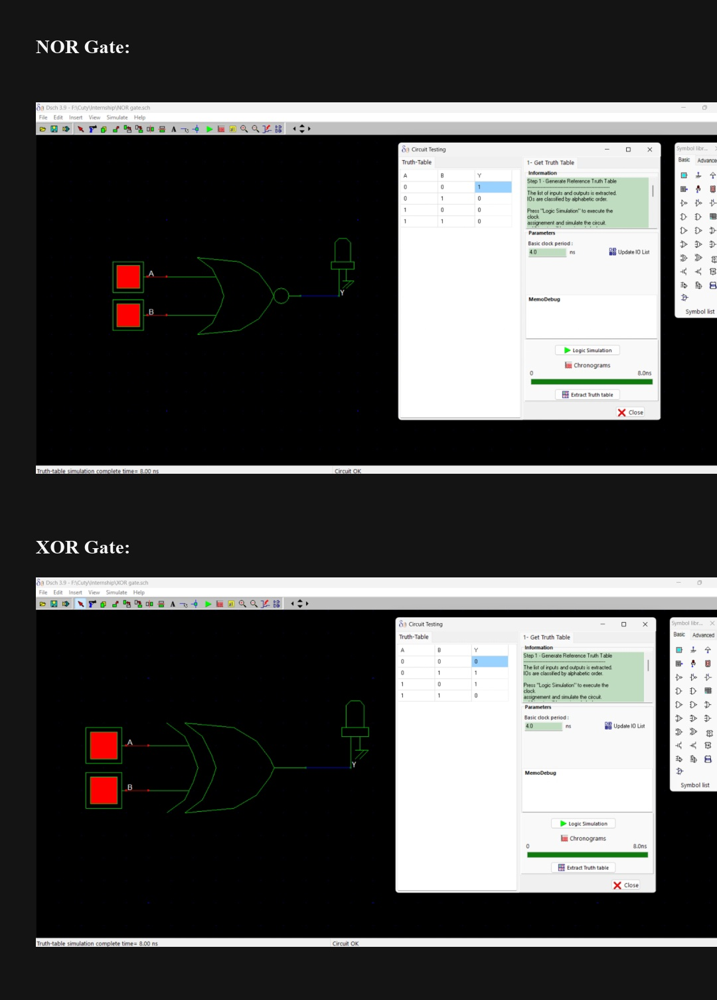 NOR Gate:
Dsch 3.9 - F:\Cuty\Internship\NOR gate.sch
File Edit Insert View Simulate Help
Circuit Testing
Symbol libr...
Truth-Table
1- Get Truth Table
Basic Advance
A B Y
0 0 1
0 1 0
1 0 0
1 1 0
Information
Step 1 - Generate Reference Truth Table
The list of inputs and outputs is extracted.
IOs are classified by alphabetic order.
Press "Logic Simulation" to execute the
clock
assignement and simulate the circuit.
Parameters
Basic clock period :
4.0 ns Update IO List
A
B
Y
MemoDebug
Symbol list
Logic Simulation
Chronograms
0 8.0ns
Extract Truth table
Close
Truth-table simulation complete time= 8.00 ns Circuit OK
XOR Gate:
Dsch 3.9 - F:\Cuty\Internship\XOR gate.sch
File Edit Insert View Simulate Help
Circuit Testing
Symbol libr...
Truth-Table
1- Get Truth Table
Basic Advanced
A B Y
0 0 0
0 1 1
1 0 1
1 1 0
Information
Step 1 - Generate Reference Truth Table
The list of inputs and outputs is extracted.
IOs are classified by alphabetic order.
Press "Logic Simulation" to execute the
clock
assignement and simulate the circuit.
Parameters
Basic clock period :
4.0 ns Update IO List
A
B
Y
MemoDebug
Symbol list
Logic Simulation
Chronograms
0 8.0ns
Extract Truth table
Close
Truth-table simulation complete time= 8.00 ns Circuit OK